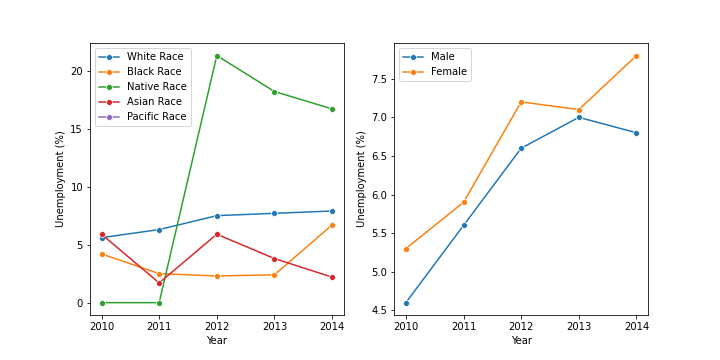 White Race
Black Race
Native Race
Asian Race
Pacific Race
20
15
10
5
0
Unemployment (%)
2010 2011 2012 2013 2014
Year
Male
Female
7.5
7.0
6.5
6.0
5.5
5.0
4.5
Unemployment (%)
2010 2011 2012 2013 2014
Year